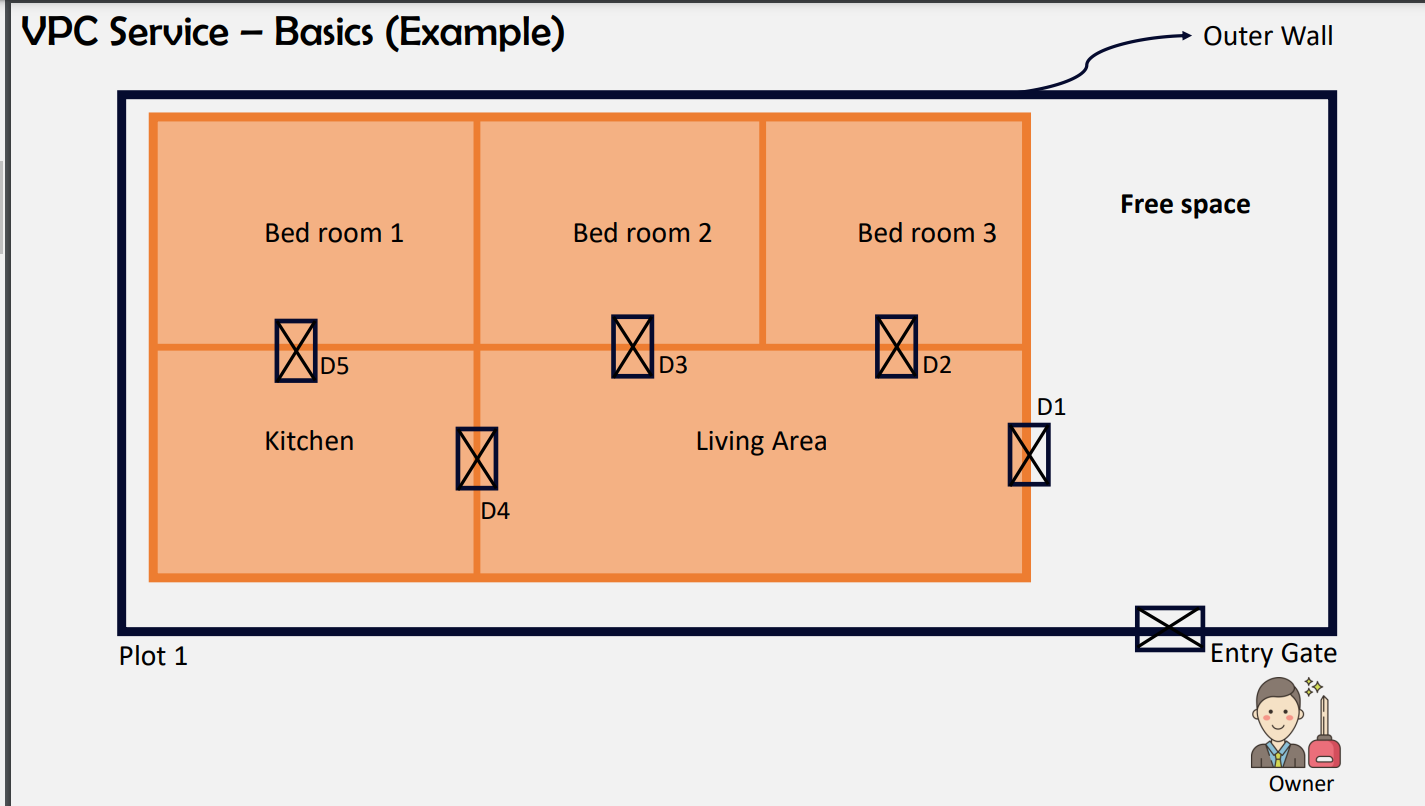 VPC Service – Basics (Example)
Outer Wall
Free space
Bed room 1
Bed room 2
Bed room 3
D5
D3
D2
D1
Kitchen
Living Area
D4
Plot 1
Entry Gate
Owner